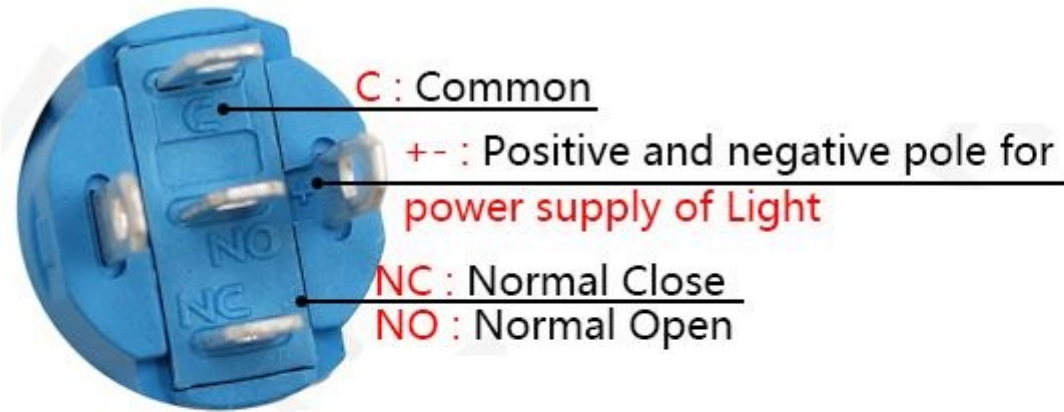 C : Common
+- : Positive and negative pole for
power supply of Light
NC : Normal Close
NO : Normal Open
C
+
NO
NC